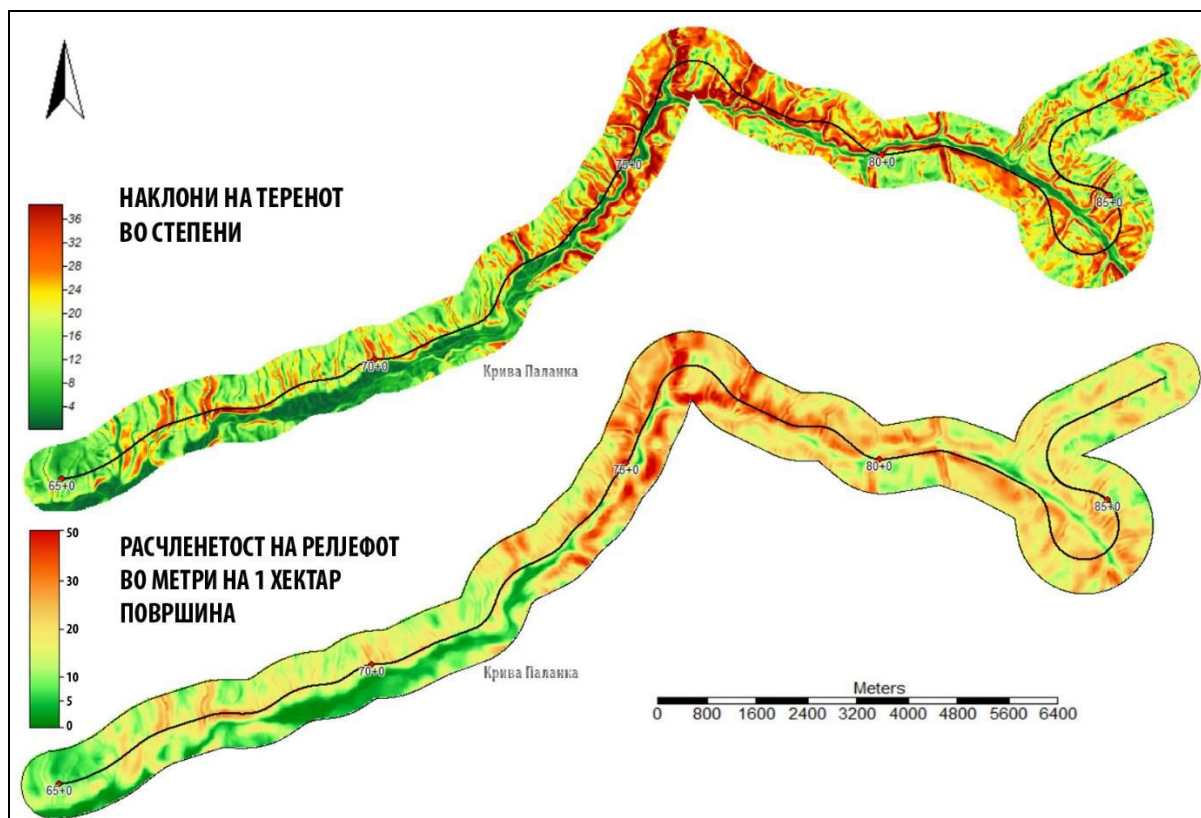 НАКЛОНИ НА ТЕРЕНОТ
ВО СТЕПЕНИ
36
32
28
24
20
16
12
8
4
65+0
70+0
75+0
80+0
85+0
Крива Паланка
РАСЧЛЕНЕТОСТ НА РЕЛЈЕФОТ
ВО МЕТРИ НА 1 ХЕКТАР
ПОВРШИНА
50
30
20
10
5
0
65+0
70+0
75+0
80+0
85+0
Крива Паланка
Meters
0 800 1200 2400 3200 4000 4800 5600 6400